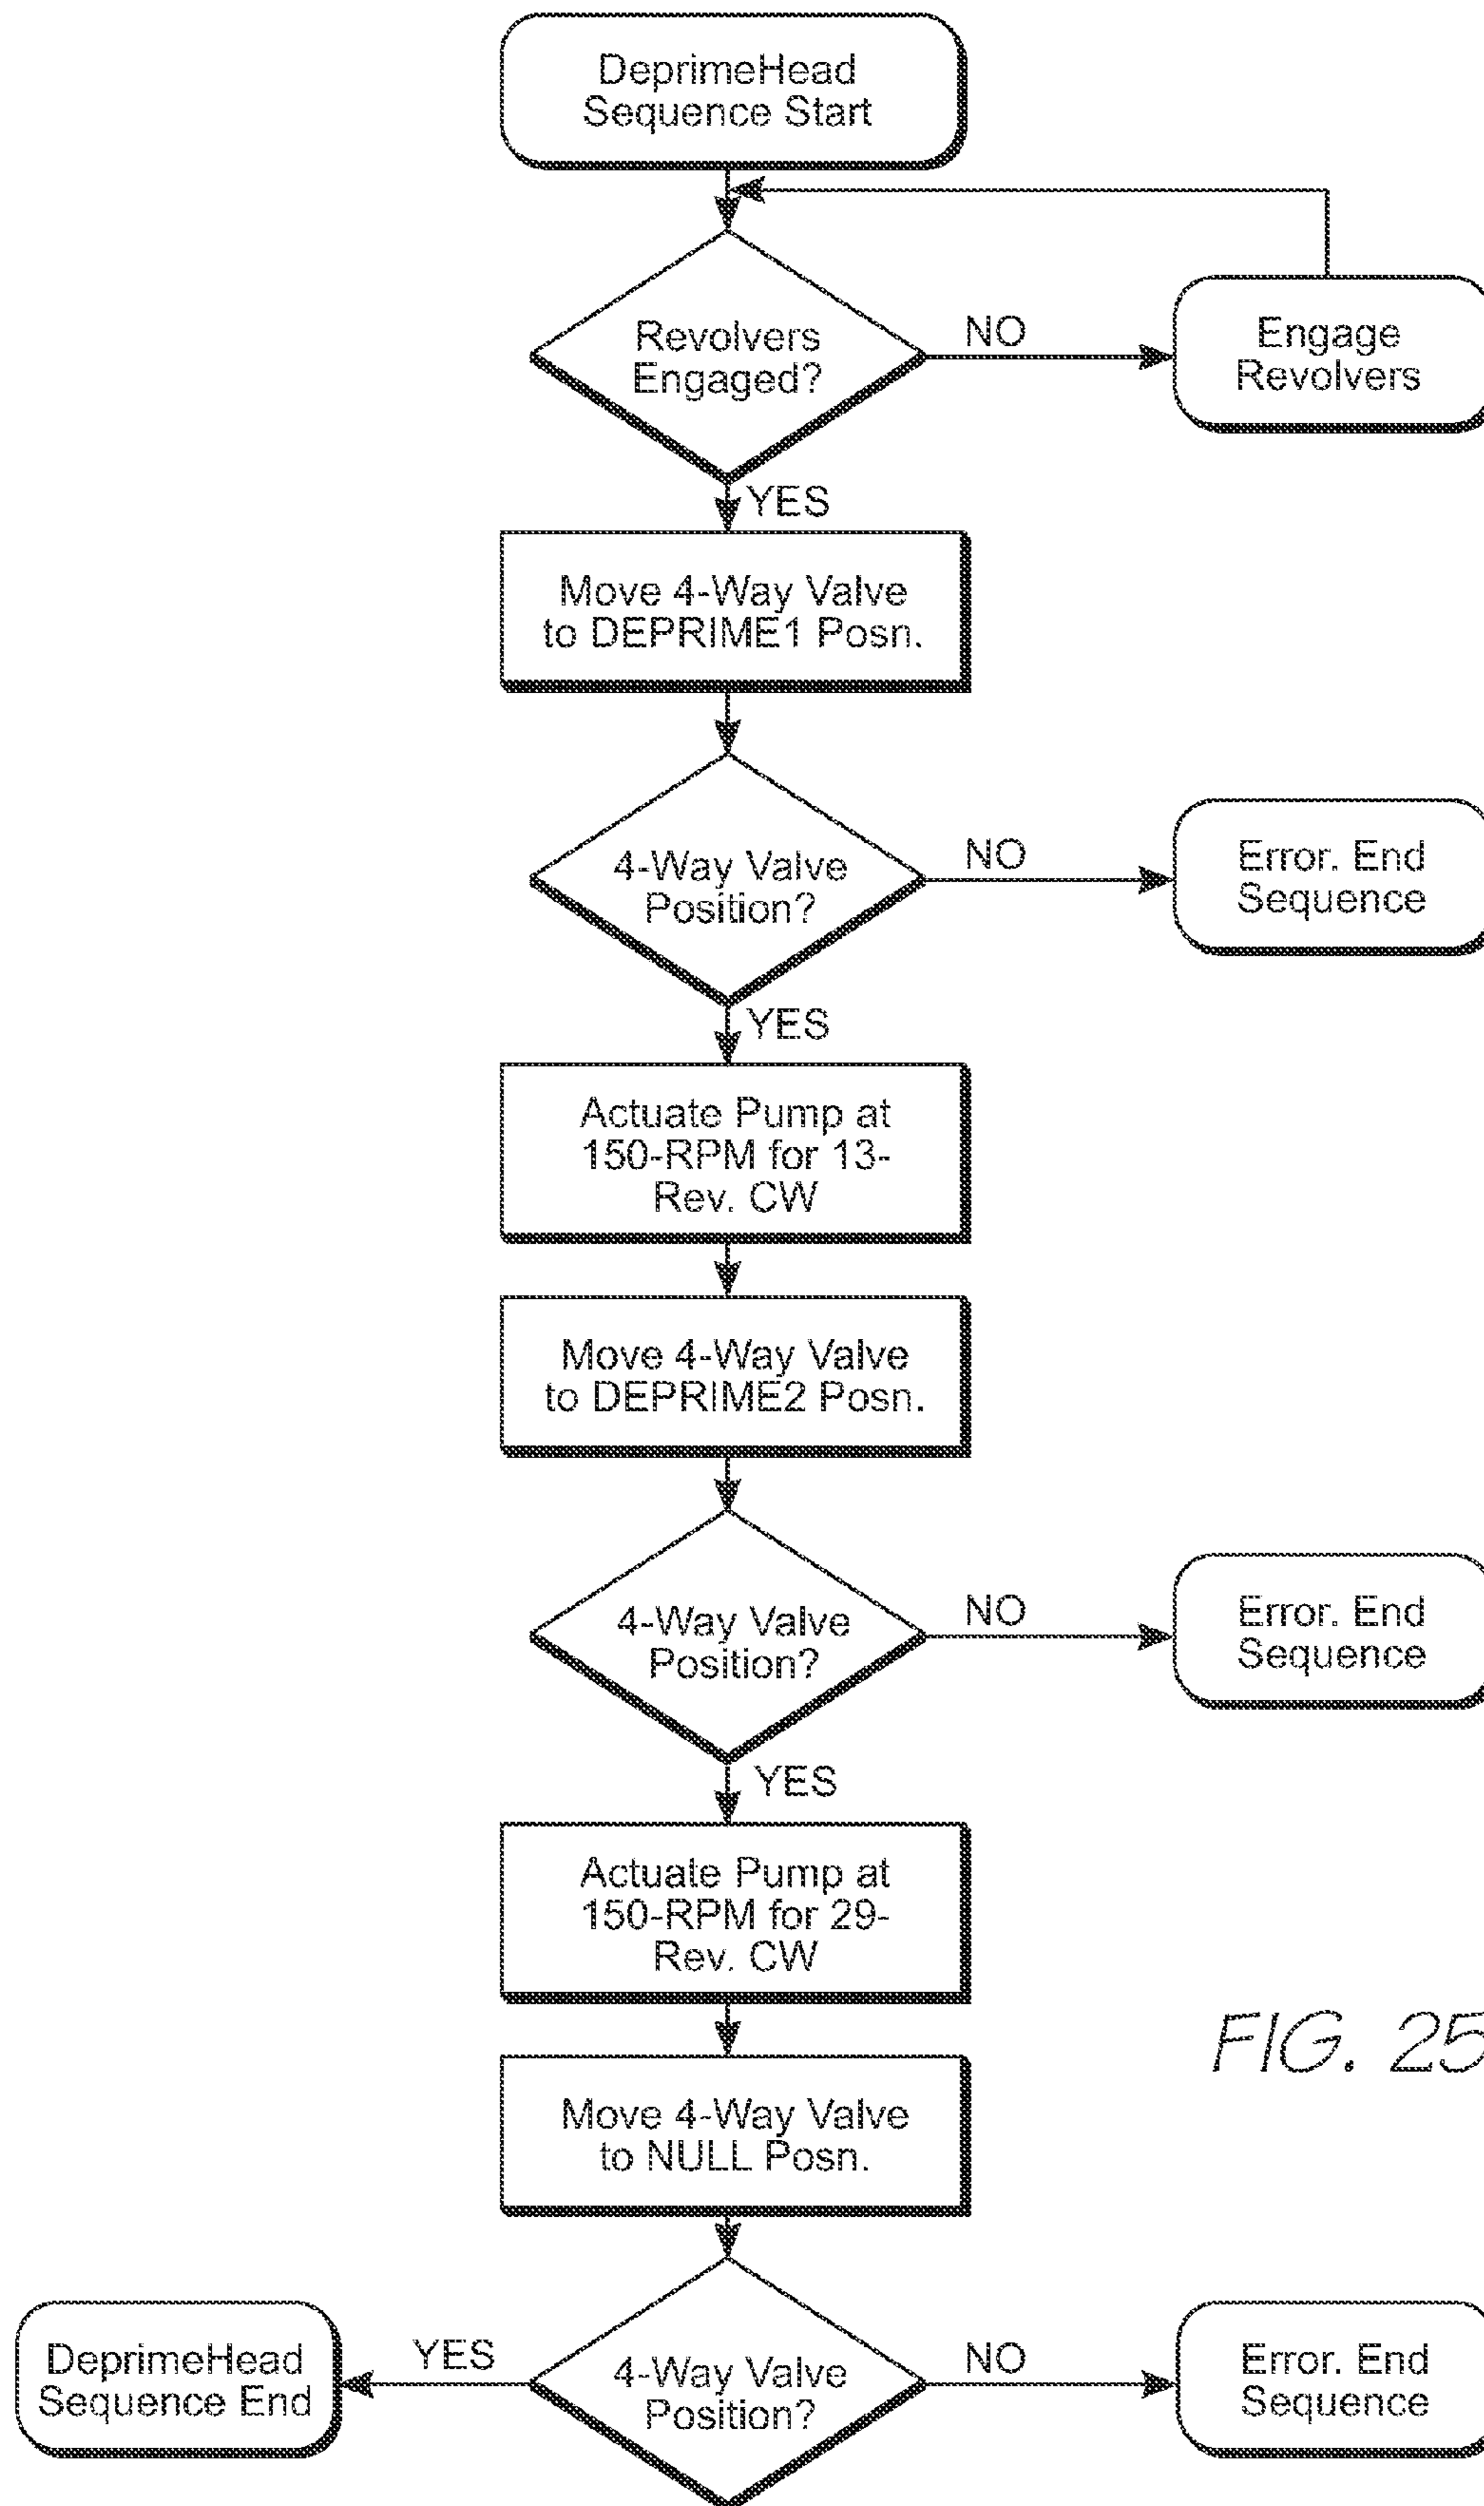 DeprimeHead
Sequence Start
Revolvers
Engaged?
NO
Engage
Revolvers
YES
Move 4-Way Valve
to DEPRIME1 Posn.
4-Way Valve
Position?
NO
Error. End
Sequence
YES
Actuate Pump at
150-RPM for 13-
Rev. CW
Move 4-Way Valve
to DEPRIME2 Posn.
4-Way Valve
Position?
NO
Error. End
Sequence
YES
Actuate Pump at
150-RPM for 29-
Rev. CW
FIG. 25
Move 4-Way Valve
to NULL Posn.
4-Way Valve
Position?
YES
DeprimeHead
Sequence End
NO
Error. End
Sequence